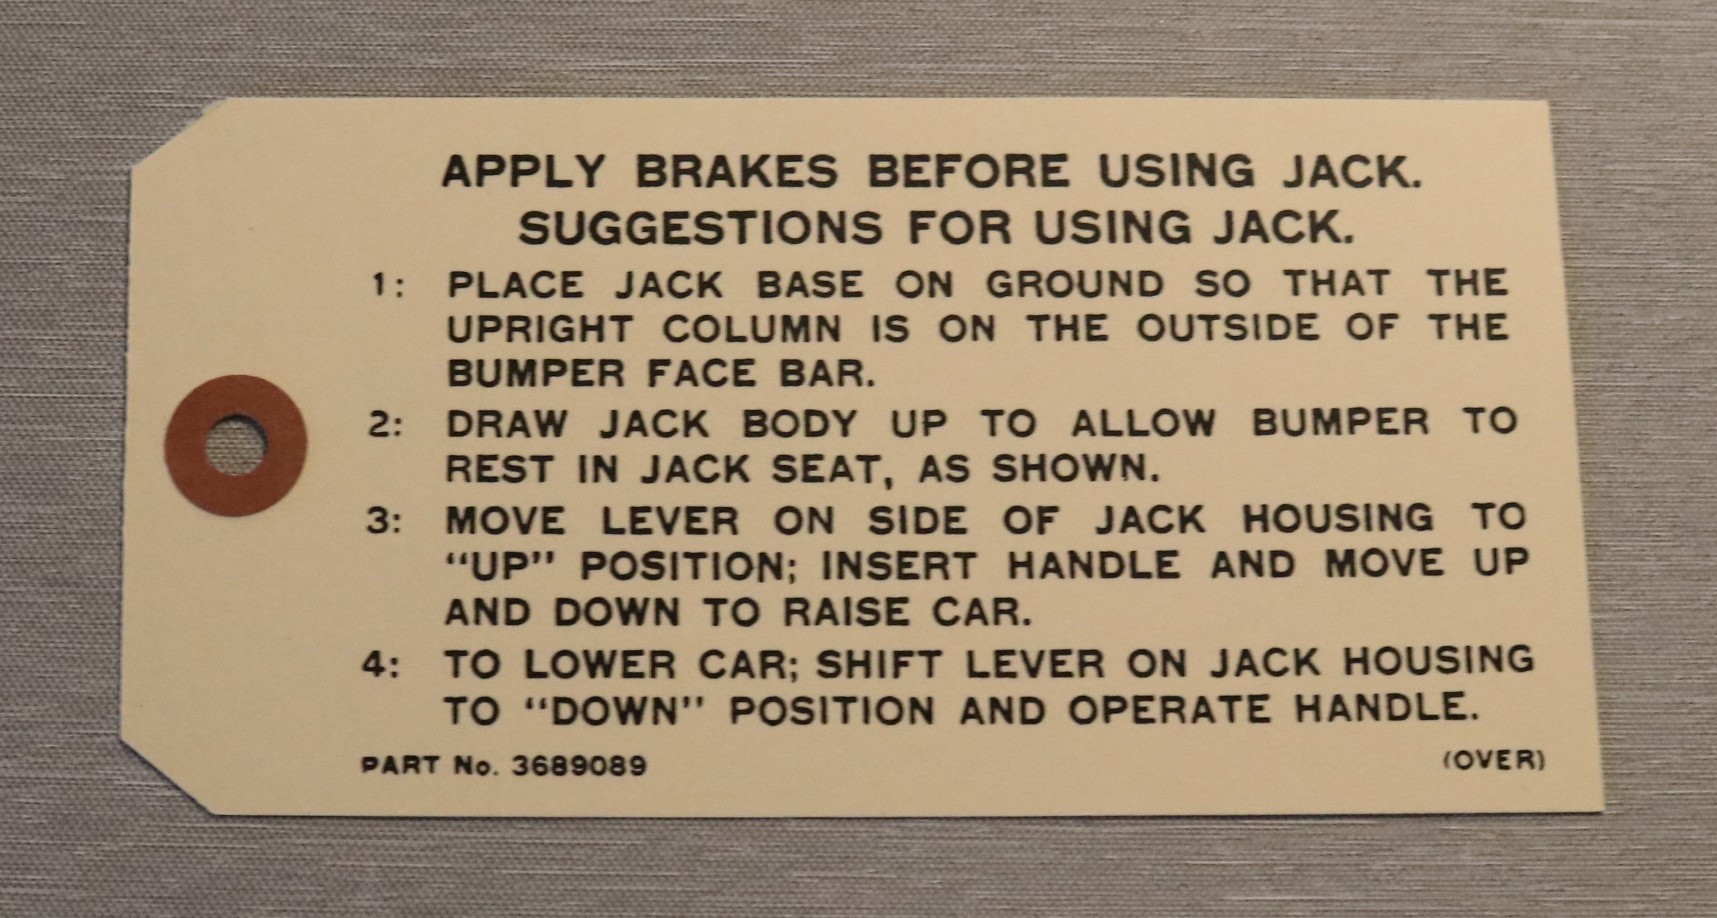 APPLY BRAKES BEFORE USING JACK.
SUGGESTIONS FOR USING JACK.
1: PLACE JACK BASE ON GROUND SO THAT THE
UPRIGHT COLUMN IS ON THE OUTSIDE OF THE
BUMPER FACE BAR.
2: DRAW JACK BODY UP TO ALLOW BUMPER TO
REST IN JACK SEAT, AS SHOWN.
3: MOVE LEVER ON SIDE OF JACK HOUSING TO
“UP” POSITION; INSERT HANDLE AND MOVE UP
AND DOWN TO RAISE CAR.
4: TO LOWER CAR; SHIFT LEVER ON JACK HOUSING
TO “DOWN” POSITION AND OPERATE HANDLE.
PART No. 3689089 (OVER)